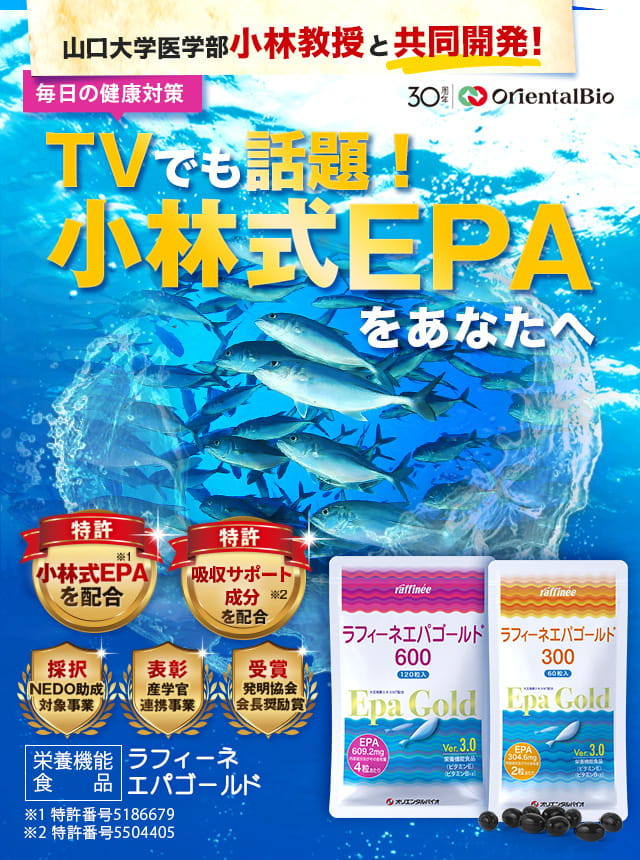 山口大学医学部小林教授と共同開発!
毎日の健康対策
30周年 OrientalBio
TVでも話題!
小林式EPA
をあなたへ
特許
小林式EPA※1
を配合
特許
吸収サポート
成分※2
を配合
採択
NEDO助成
対象事業
表彰
産学官
連携事業
受賞
発明協会
会長奨励賞
栄養機能
食品
ラフィーネ
エパゴールド
※1 特許番号5186679
※2 特許番号5504405
raffinée
ラフィーネエパゴールド®
600
120粒入
Epa Gold
Ver.3.0
EPA
609.2mg
4粒あたり
栄養機能食品
オリエンタルバイオ
raffinée
ラフィーネエパゴールド®
300
60粒入
Epa Gold
Ver.3.0
EPA
304.6mg
2粒あたり
栄養機能食品
オリエンタルバイオ